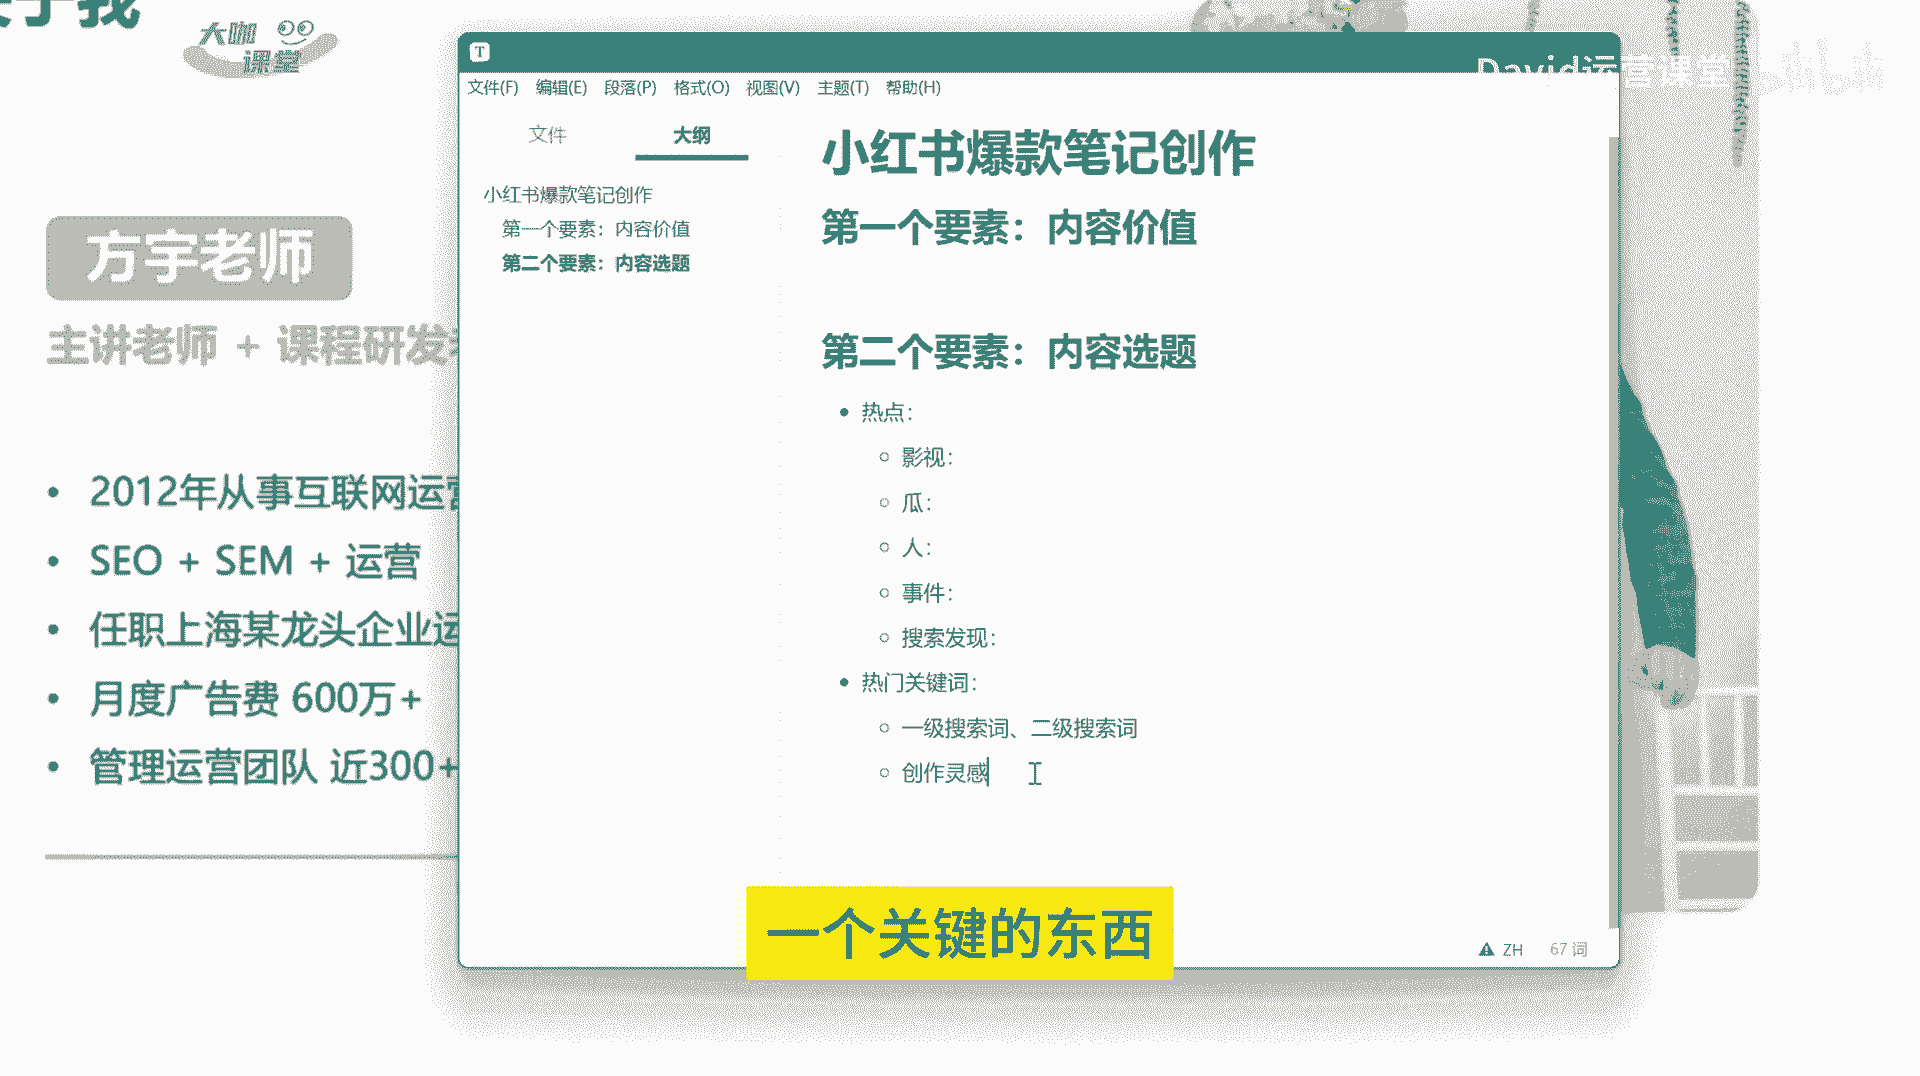 大咖
课堂
David运营课堂
T
文件(F) 编辑(E) 段落(P) 格式(O) 视图(V) 主题(T) 帮助(H)
文件 大纲
小红书爆款笔记创作
第一个要素：内容价值
第二个要素：内容选题
小红书爆款笔记创作
第一个要素：内容价值
第二个要素：内容选题
热点：
影视：
瓜：
人：
事件：
搜索发现：
热门关键词：
一级搜索词、二级搜索词
创作灵感
方宇老师
主讲老师 + 课程研发
2012年从事互联网运营
SEO + SEM + 运营
任职上海某龙头企业运
月度广告费 600万+
管理运营团队 近300+
一个关键的东西
ZH 67 词